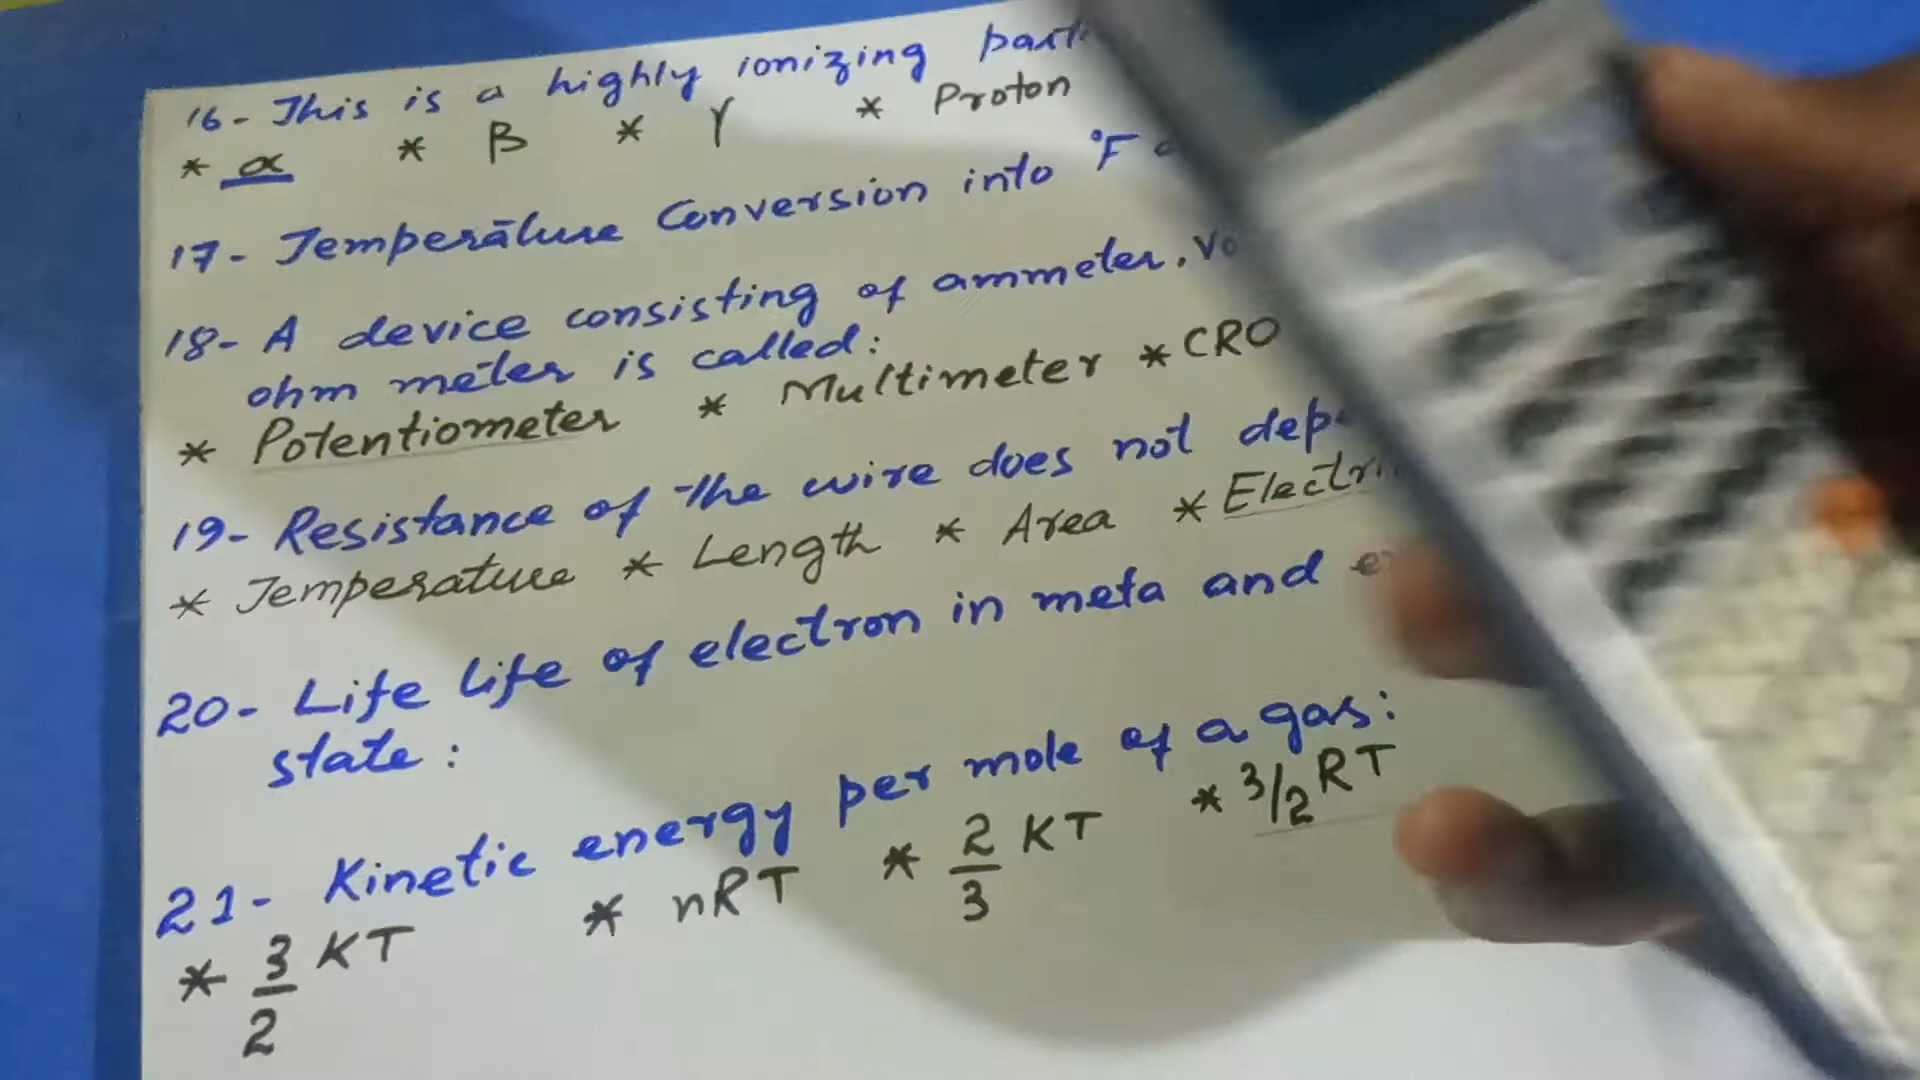 16- This is a highly ionizing
* α * β * γ * Proton
17- Temperature Conversion into °F
18- A device consisting of ammeter,
ohm meter is called:
* Potentiometer * Multimeter * CRO
19- Resistance of the wire does not
* Temperature * Length * Area *
20- Life life of electron in meta and
state:
21- Kinetic energy per mole of a gas:
* 3/2 KT * nRT * 2/3 KT * 3/2 RT